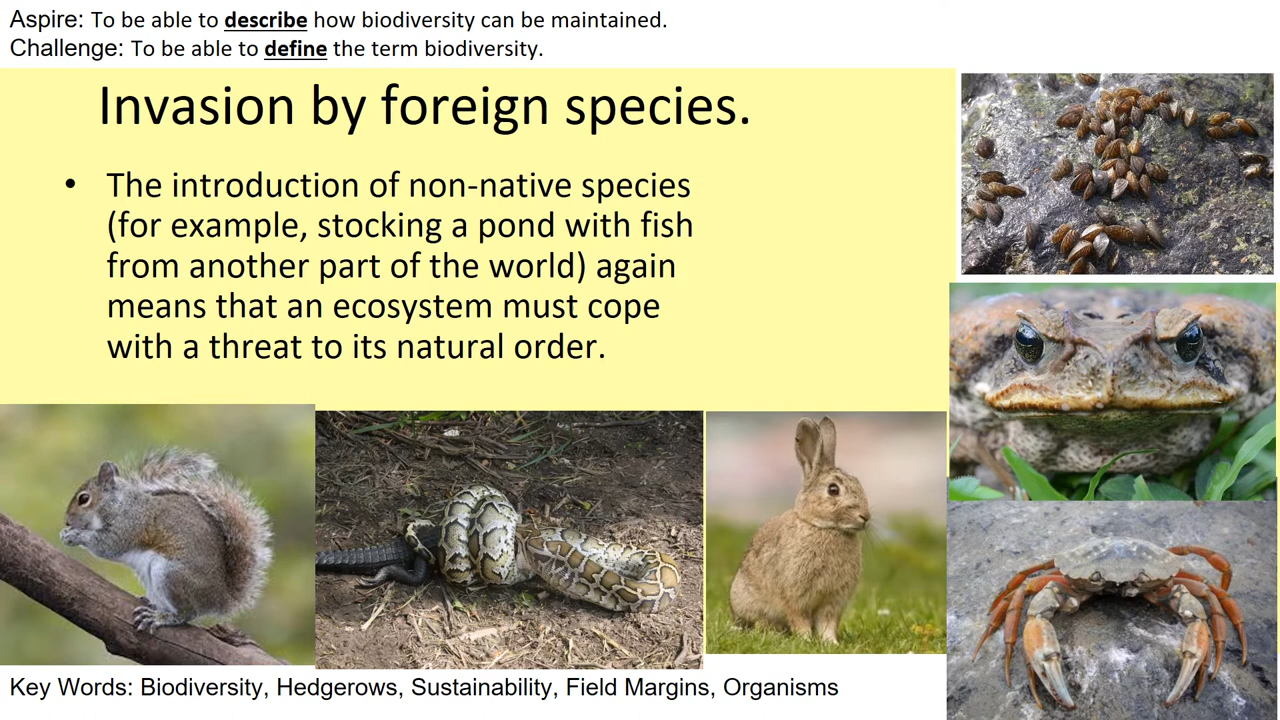 Aspire: To be able to describe how biodiversity can be maintained.
Challenge: To be able to define the term biodiversity.
Invasion by foreign species.
• The introduction of non-native species
(for example, stocking a pond with fish
from another part of the world) again
means that an ecosystem must cope
with a threat to its natural order.
Key Words: Biodiversity, Hedgerows, Sustainability, Field Margins, Organisms